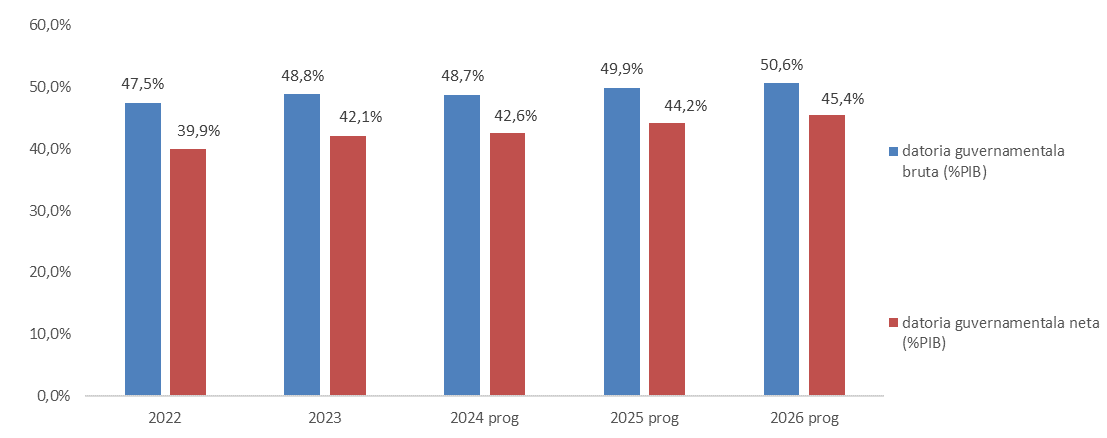 60,0%
50,0%
40,0%
30,0%
20,0%
10,0%
0,0%
47,5%
39,9%
48,8%
42,1%
48,7%
42,6%
49,9%
44,2%
50,6%
45,4%
2022
2023
2024 prog
2025 prog
2026 prog
datoria guvernamentala
bruta (%PIB)
datoria guvernamentala neta
(%PIB)